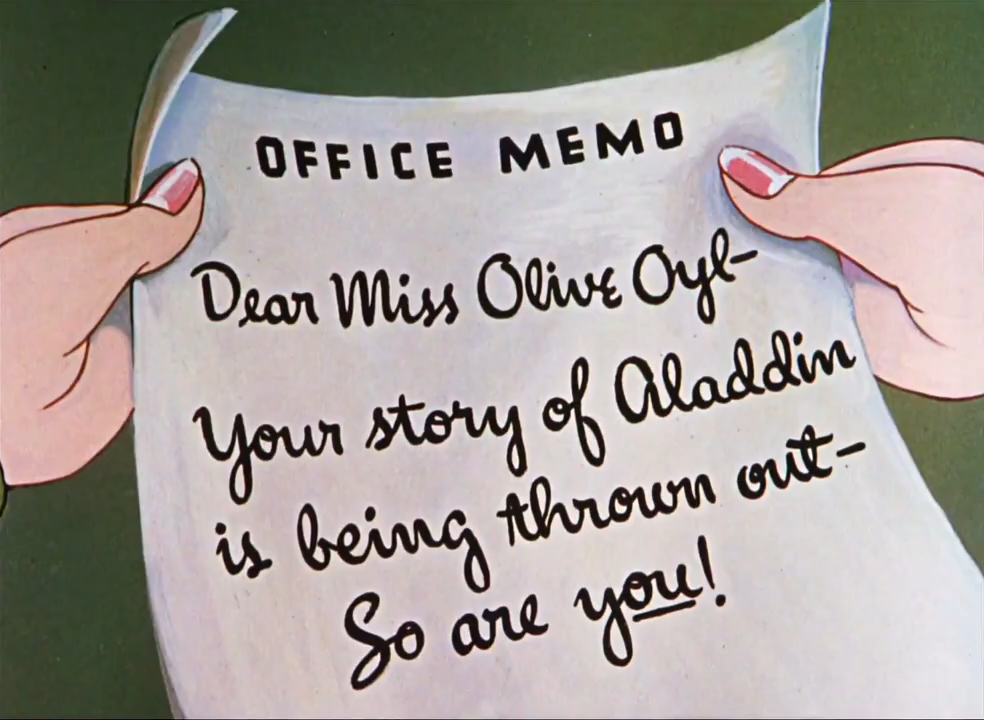 OFFICE MEMO
Dear Miss Olive Oyl-
Your story of Aladdin
is being thrown out-
So are you!